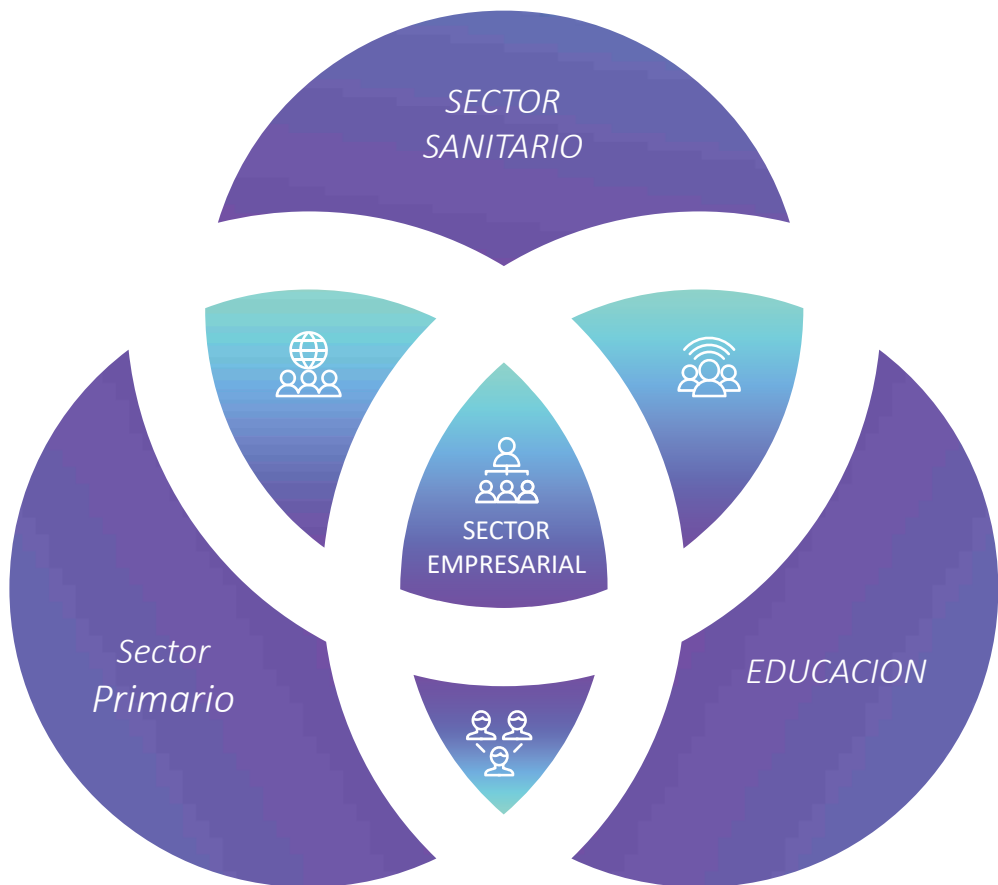 SECTOR
SANITARIO
SECTOR
EMPRESARIAL
Sector
Primario
EDUCACION